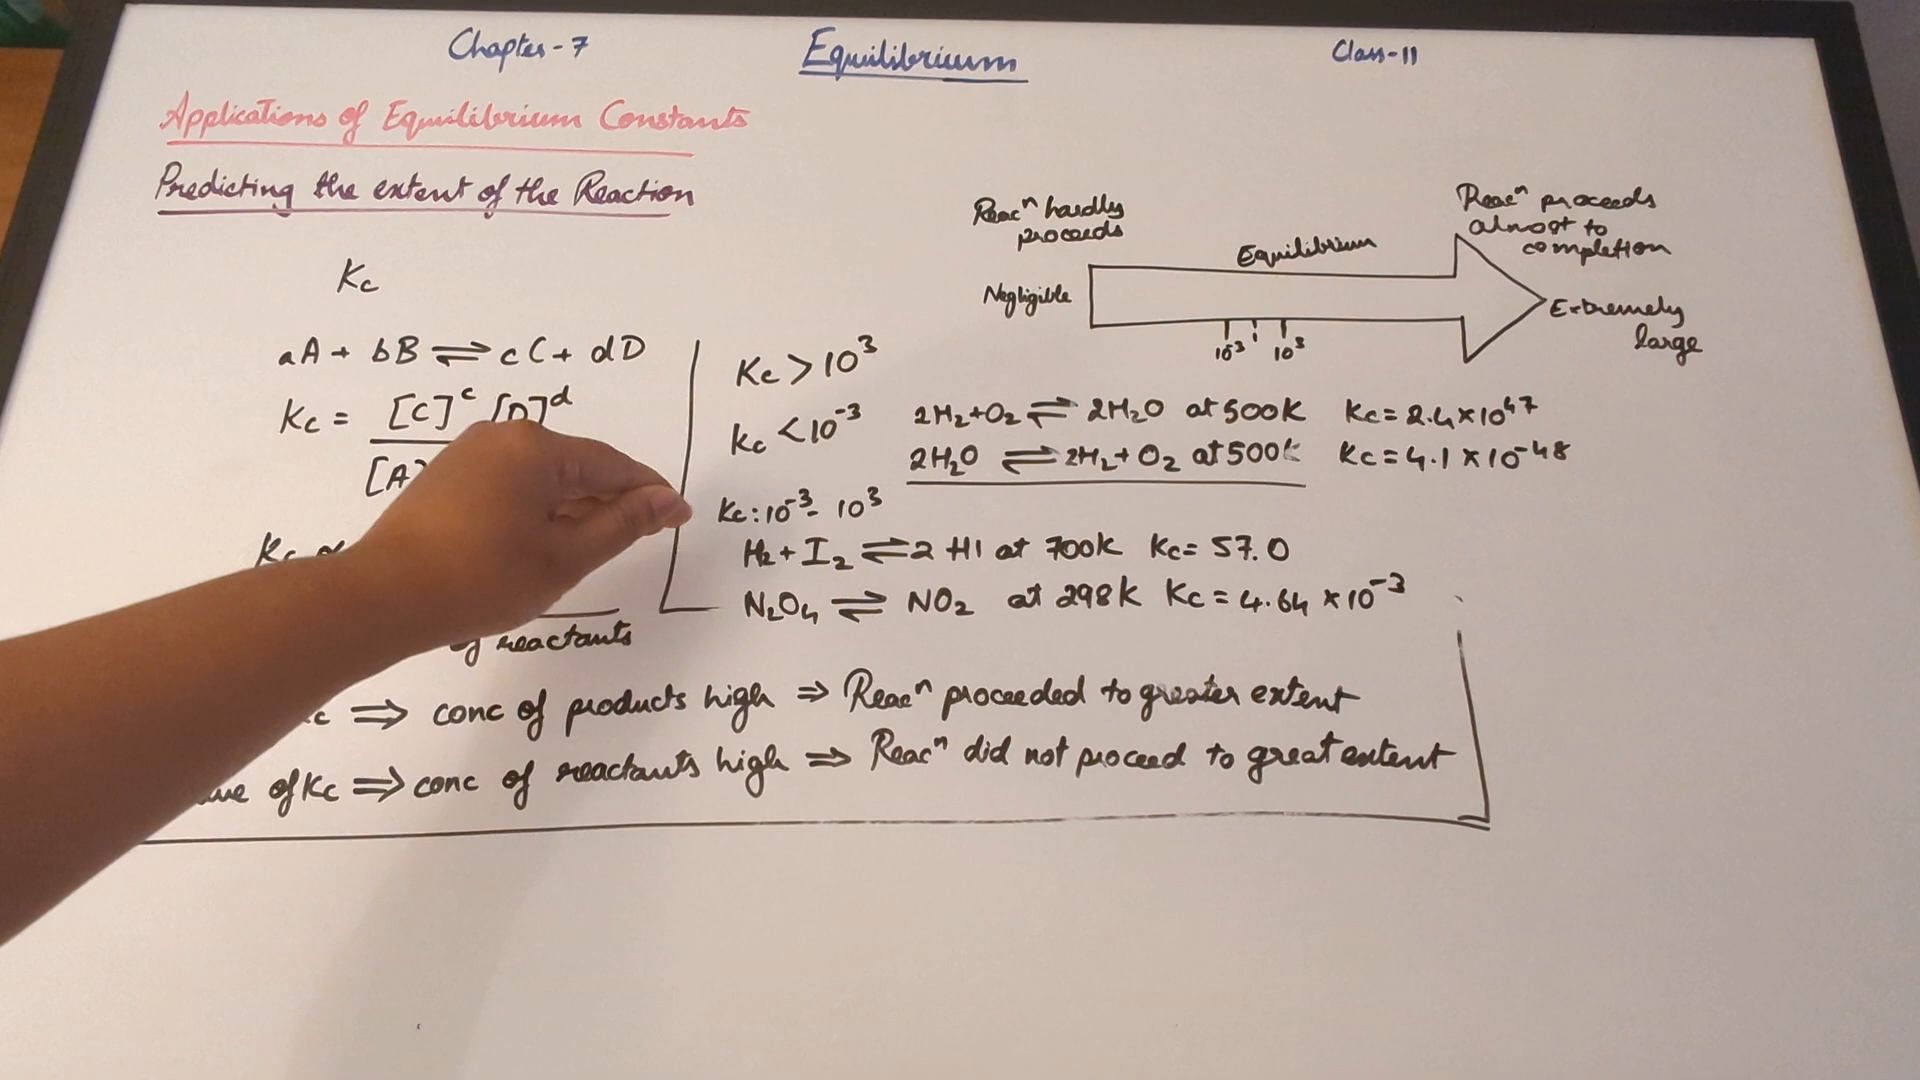 Chapter-7 Equilibrium Class-11
Applications of Equilibrium Constants
Predicting the extent of the Reaction
Kc
aA + bB ⇌ cC + dD
Kc = [C]^c [D]^d
[A]
Kc
of reactants
Reacⁿ hardly
proceeds
Reacⁿ proceeds
almost to
completion
Equilibrium
Negligible
Extremely
large
10³ 1 10³
Kc > 10³
Kc < 10⁻³
2H₂+O₂ ⇌ 2H₂O at 500K Kc = 2.4 × 10⁴⁷
2H₂O ⇌ 2H₂ + O₂ at 500K Kc = 4.1 × 10⁻⁴⁸
Kc : 10⁻³ - 10³
H₂ + I₂ ⇌ 2 HI at 700K Kc = 57.0
N₂O₄ ⇌ NO₂ at 298K Kc = 4.64 × 10⁻³
⇒ conc of products high ⇒ Reacⁿ proceeded to greater extent
of Kc ⇒ conc of reactants high ⇒ Reacⁿ did not proceed to great extent